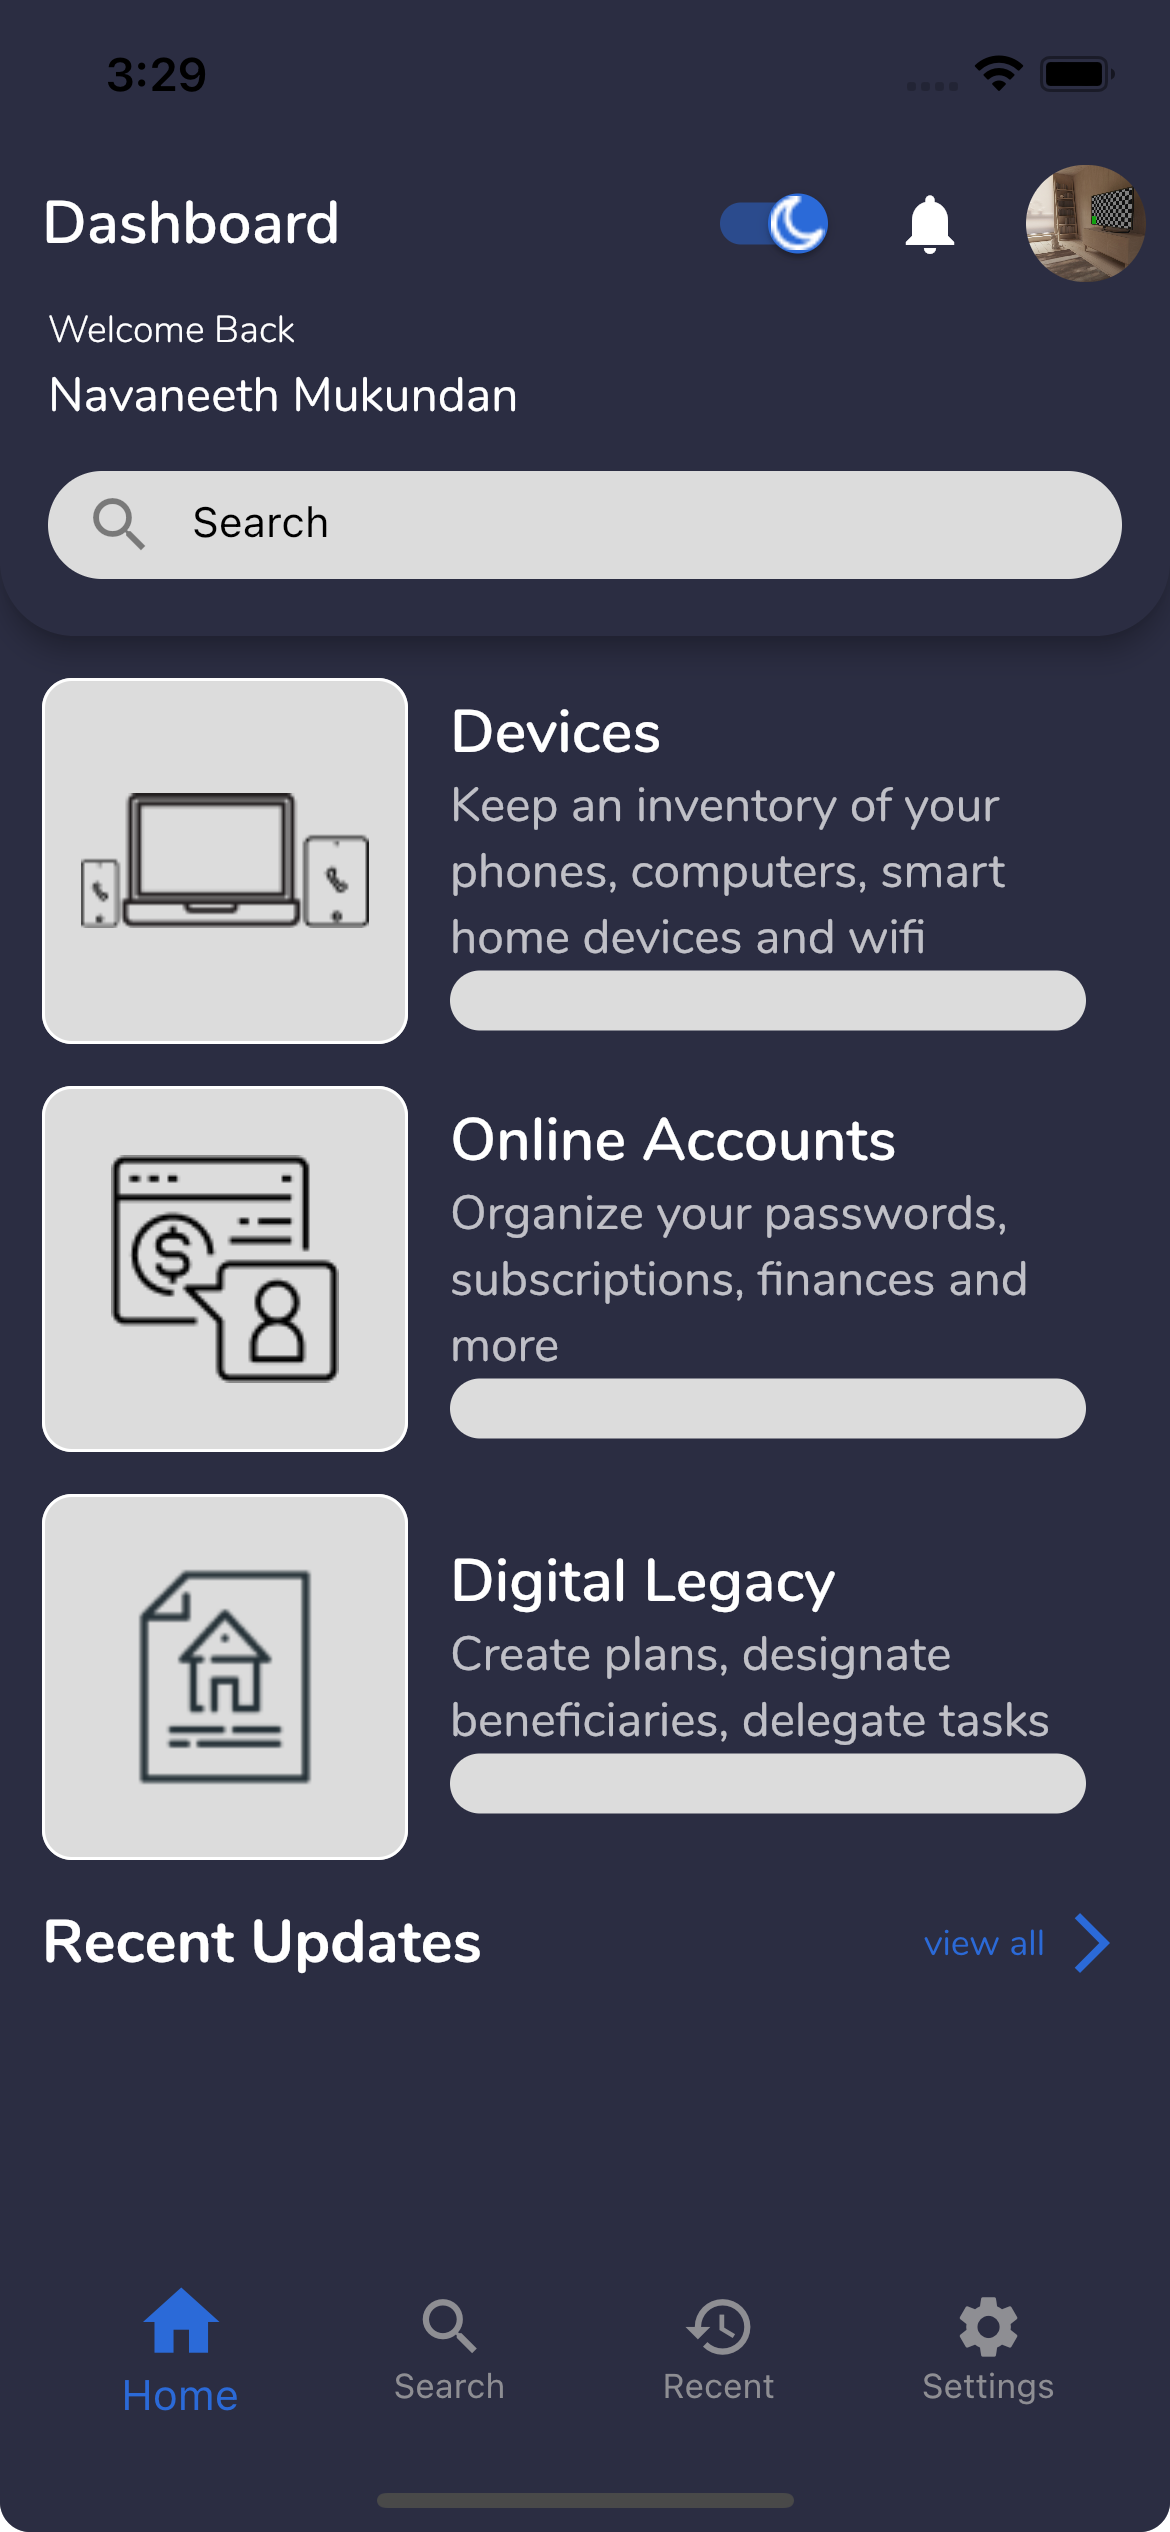 3:29
Dashboard
Welcome Back
Navaneeth Mukundan
Search
Devices
Keep an inventory of your
phones, computers, smart
home devices and wifi
Online Accounts
Organize your passwords,
subscriptions, finances and
more
$
Digital Legacy
Create plans, designate
beneficiaries, delegate tasks
Recent Updates
view all
Home
Search
Recent
Settings